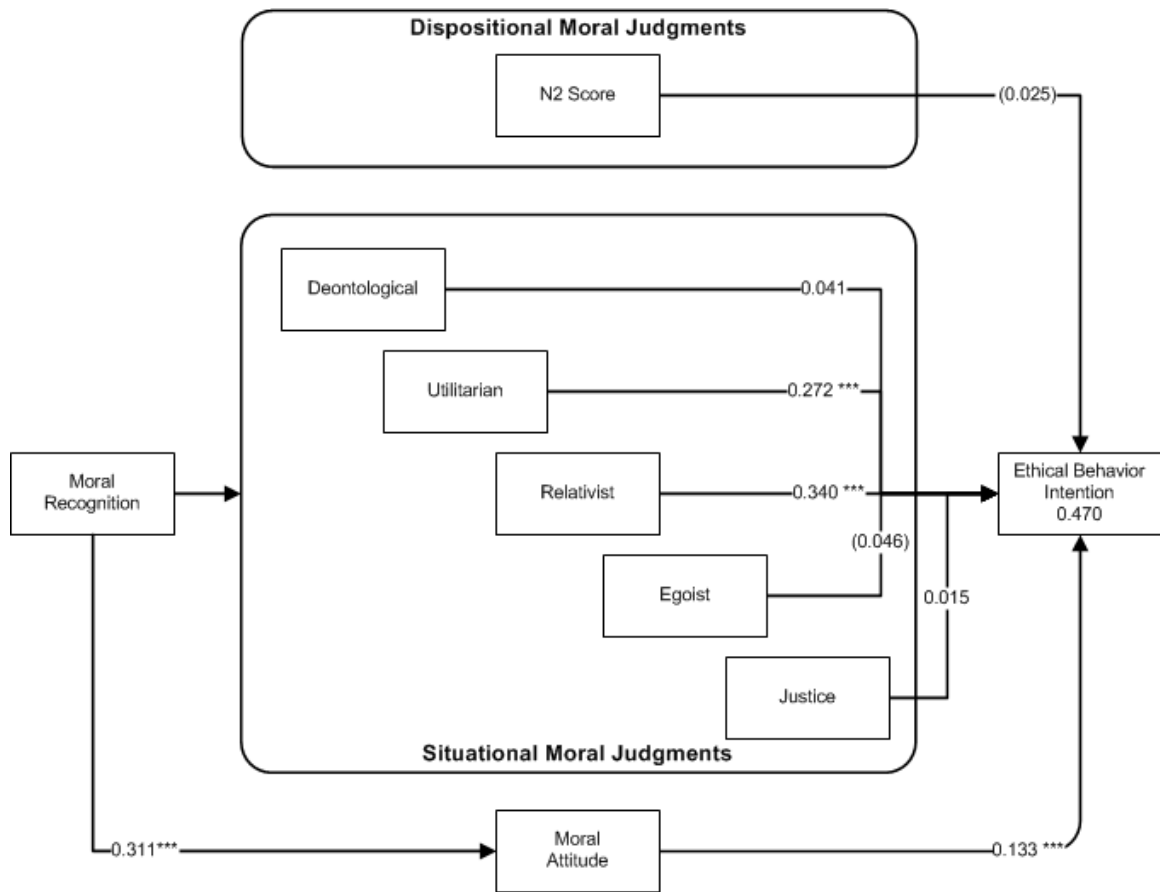 Dispositional Moral Judgments
N2 Score
(0.025)
Deontological
0.041
Utilitarian
0.272 ***
Moral
Recognition
Relativist
0.340 ***
Ethical Behavior
Intention
0.470
(0.046)
Egoist
0.015
Justice
Situational Moral Judgments
0.311***
Moral
Attitude
0.133 ***